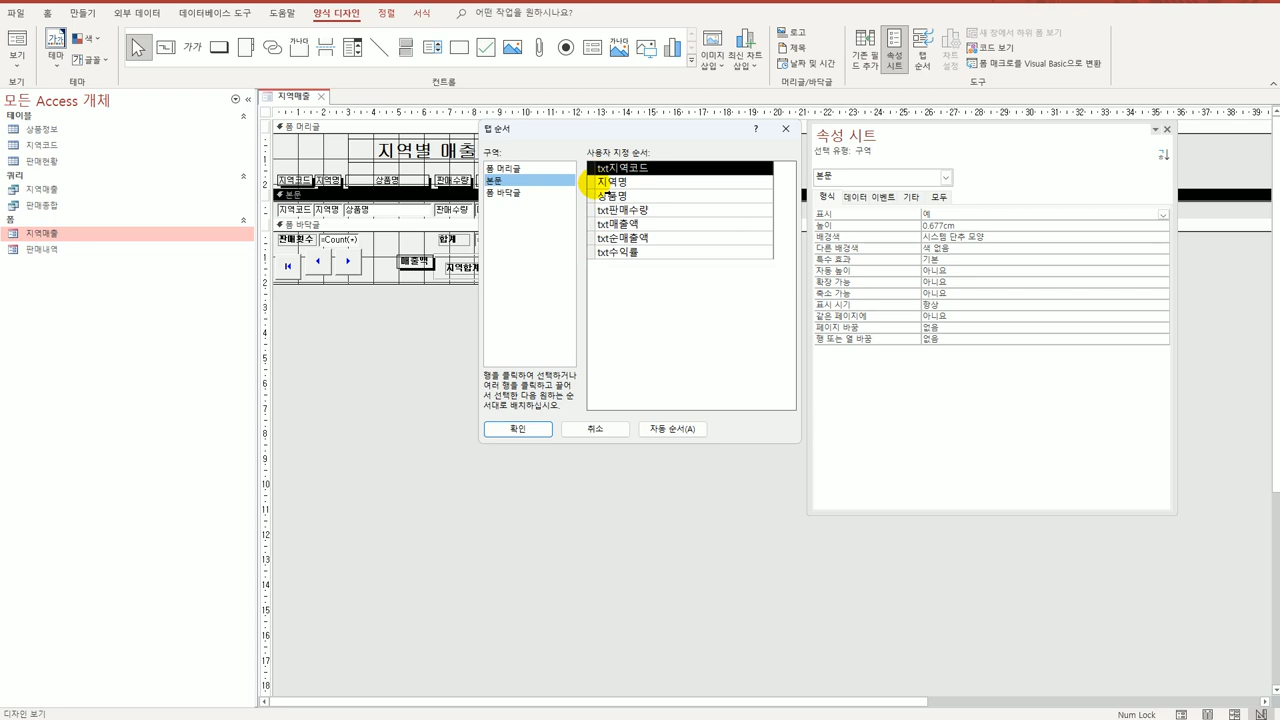 파일 홈 만들기 외부 데이터 데이터베이스 도구 도움말 양식 디자인 정렬 서식 어떤 작업을 원하시나요?
보기
보기
테마
색
글꼴
테마
가가
가나다
가나다
컨트롤
이미지 삽입
최신 차트 삽입
로고
제목
날짜 및 시간
머리글/바닥글
기존 필드 추가
속성 시트
탭 순서
차트 설정
새 창에서 하위 폼 보기
코드 보기
폼 매크로를 Visual Basic으로 변환
도구
모든 Access 개체
테이블
상품정보
지역코드
판매현황
쿼리
지역매출
판매종합
폼
지역매출
판매내역
지역매출
폼 머리글
지역별 매출
지역코드 지역명 상품명 판매수량
본문
지역코드 지역명 상품명 판매수량
폼 바닥글
판매횟수 =Count(*) 합계
매출액 지역합계
탭 순서
구역:
폼 머리글
본문
폼 바닥글
사용자 지정 순서:
txt지역코드
지역명
상품명
txt판매수량
txt매출액
txt순매출액
txt수익률
행을 클릭하여 선택하거나
여러 행을 클릭하고 끌어
서 선택한 다음 원하는 순
서대로 배치하십시오.
확인 취소 자동 순서(A)
속성 시트
선택 유형: 구역
본문
형식 데이터 이벤트 기타 모두
표시 예
높이 0.677cm
배경색 시스템 단추 모양
다른 배경색 색 없음
특수 효과 기본
자동 높이 아니요
확장 가능 아니요
축소 가능 아니요
표시 시기 항상
같은 페이지에 아니요
페이지 바꿈 없음
행 또는 열 바꿈 없음
디자인 보기
Num Lock